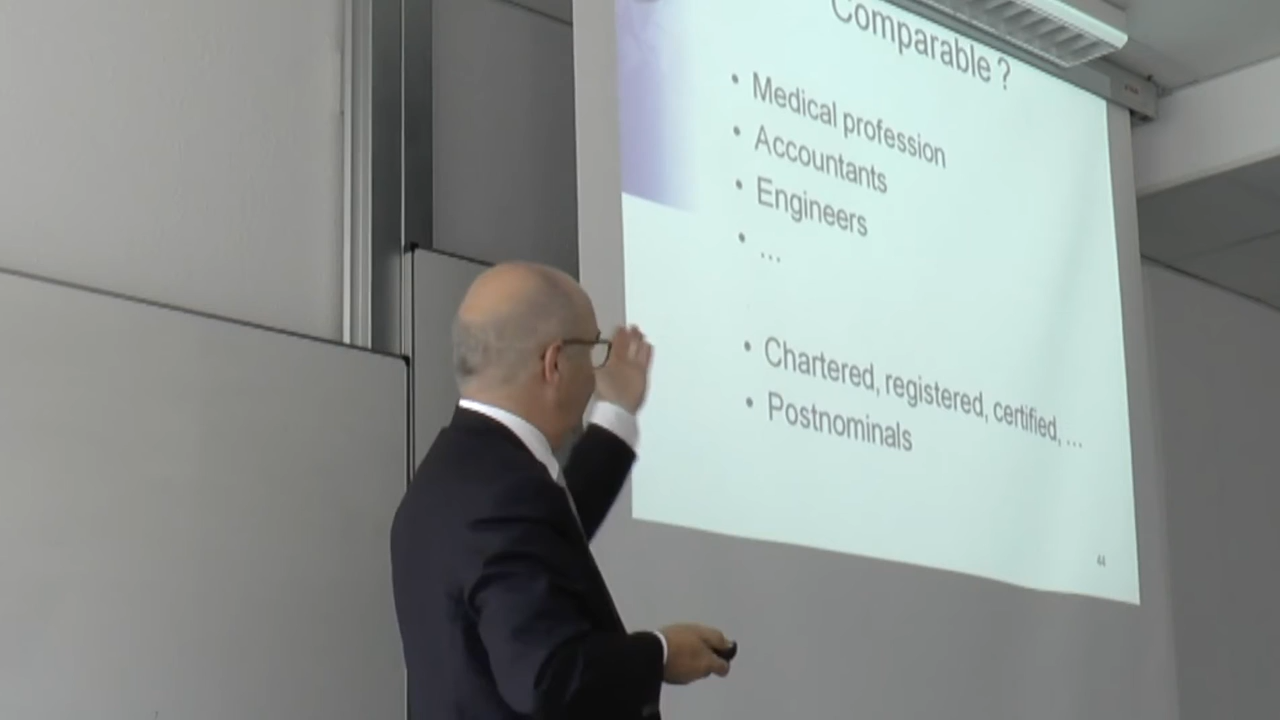 Comparable ?
• Medical profession
• Accountants
• Engineers
• ...
• Chartered, registered, certified, ...
• Postnominals
44